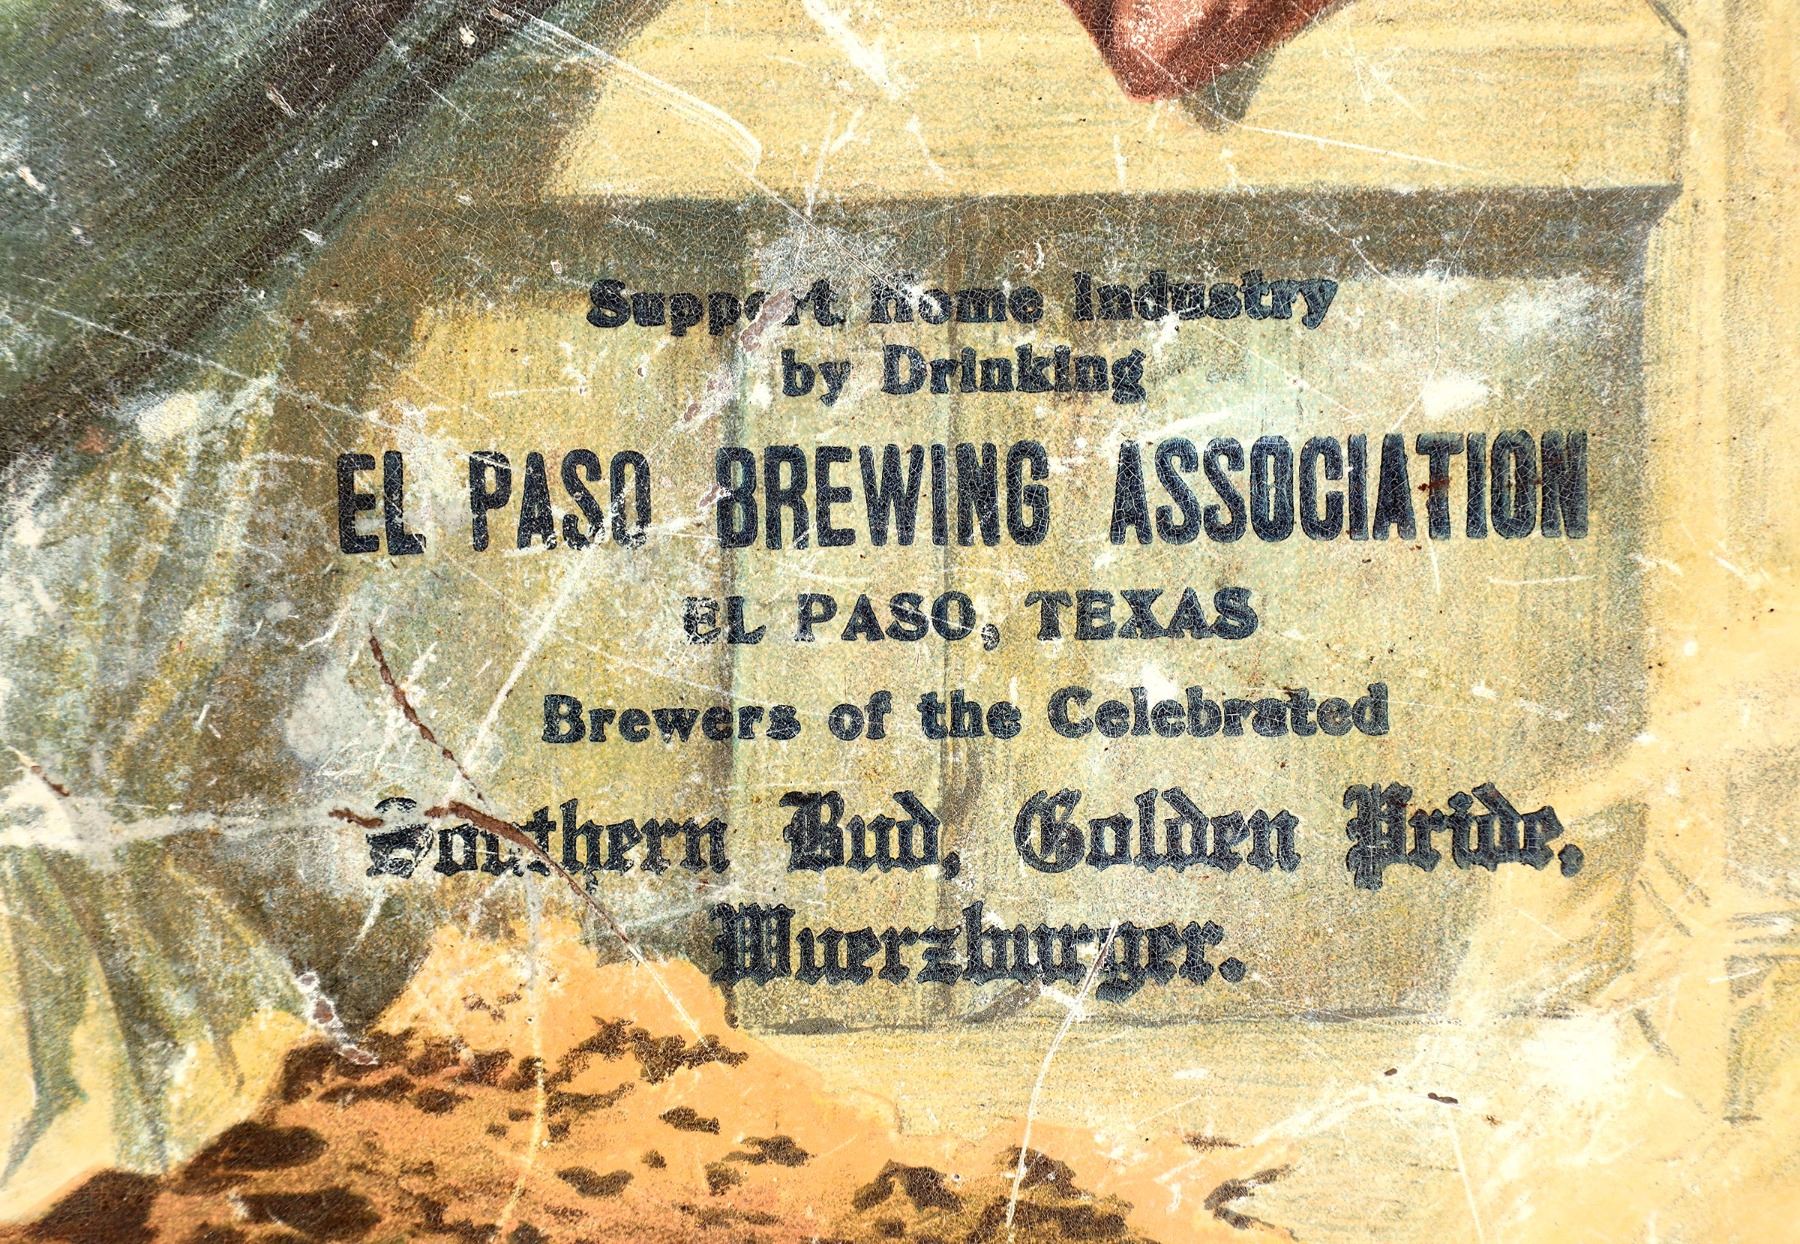 Support Home Industry
by Drinking
EL PASO BREWING ASSOCIATION
EL PASO, TEXAS
Brewers of the Celebrated
Southern Bud, Golden Pride,
Wuerzburger.